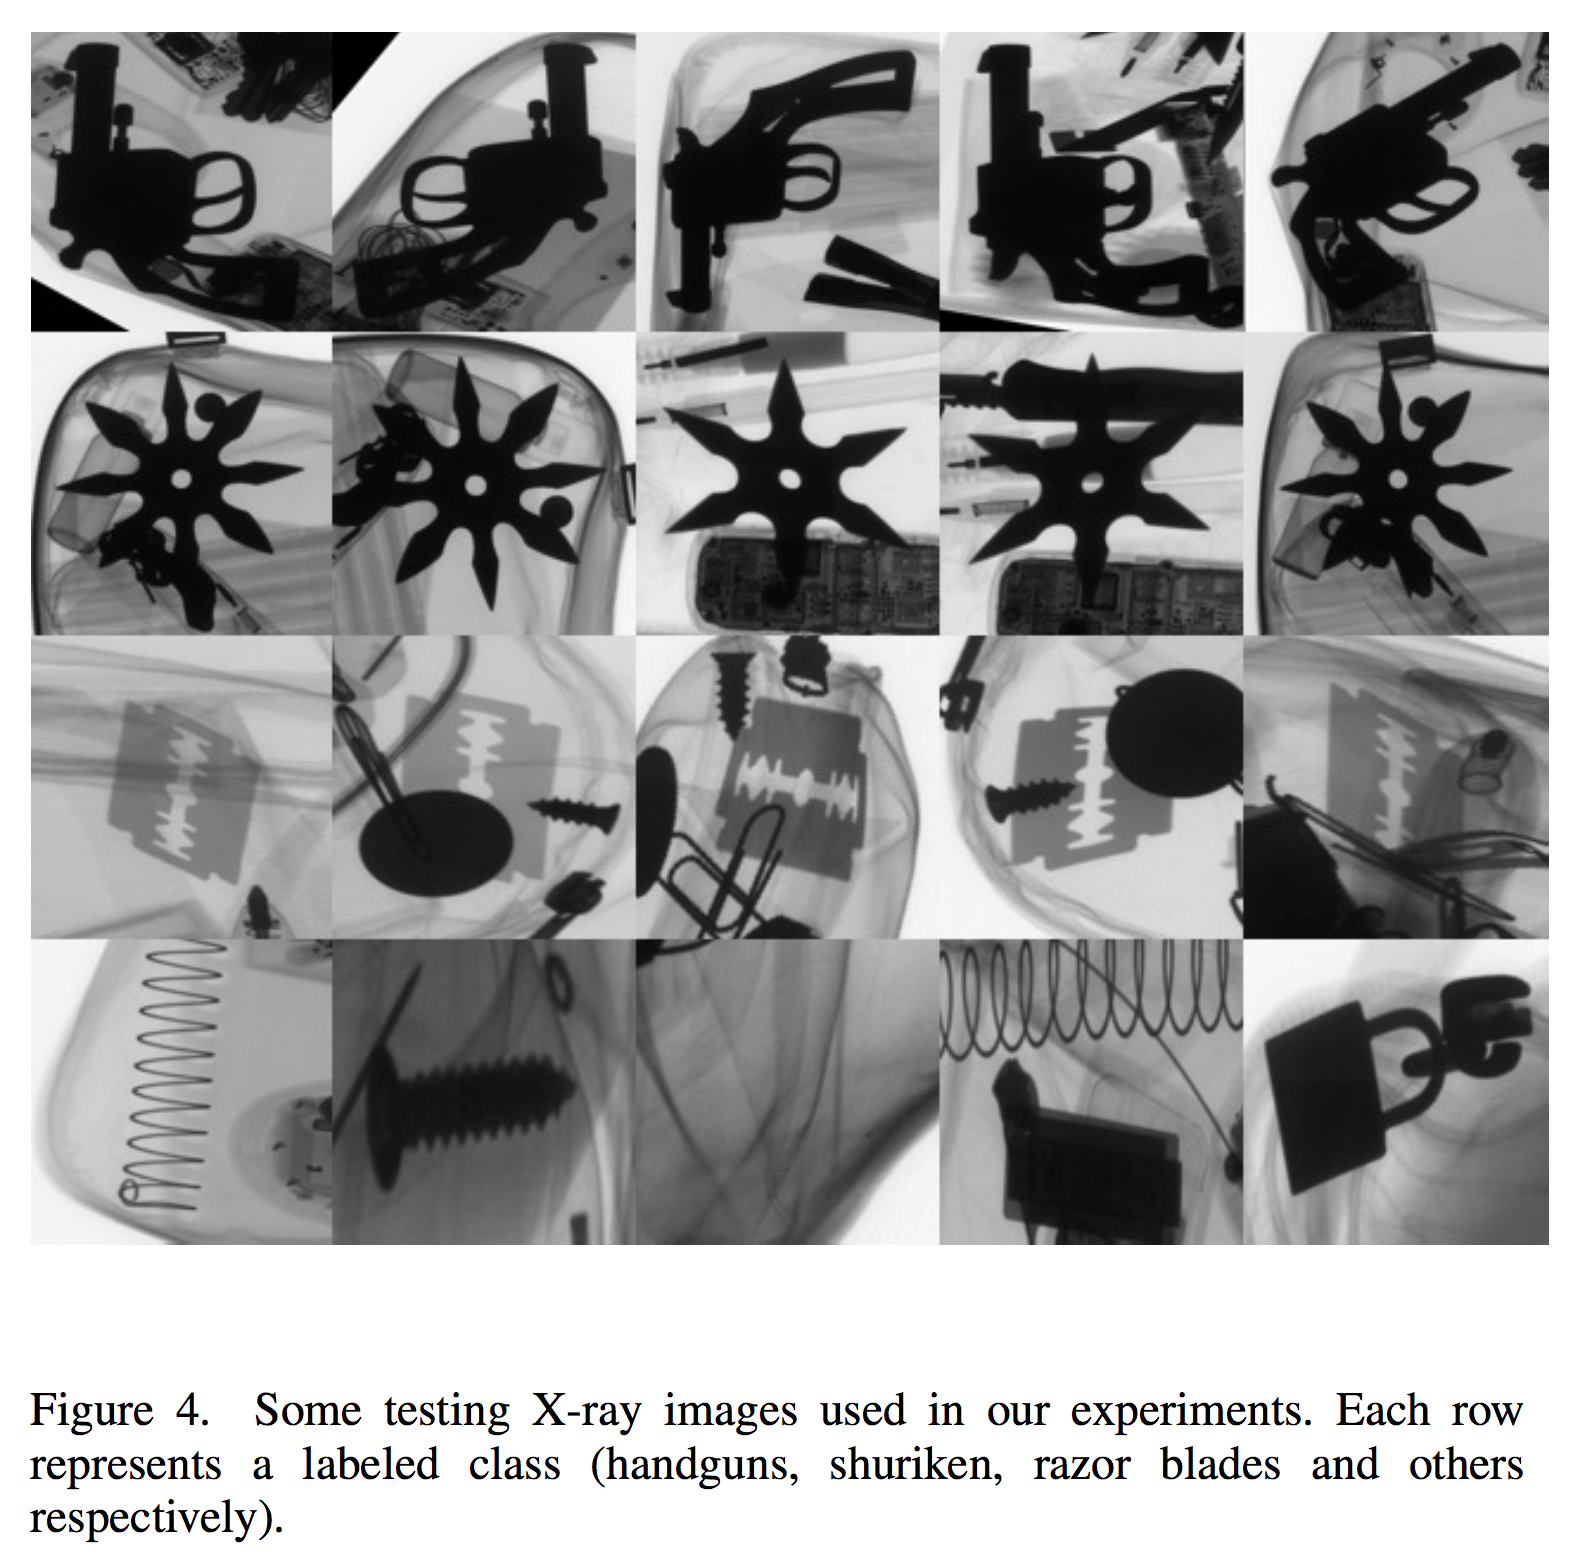 Figure 4. Some testing X-ray images used in our experiments. Each row
represents a labeled class (handguns, shuriken, razor blades and others
respectively).